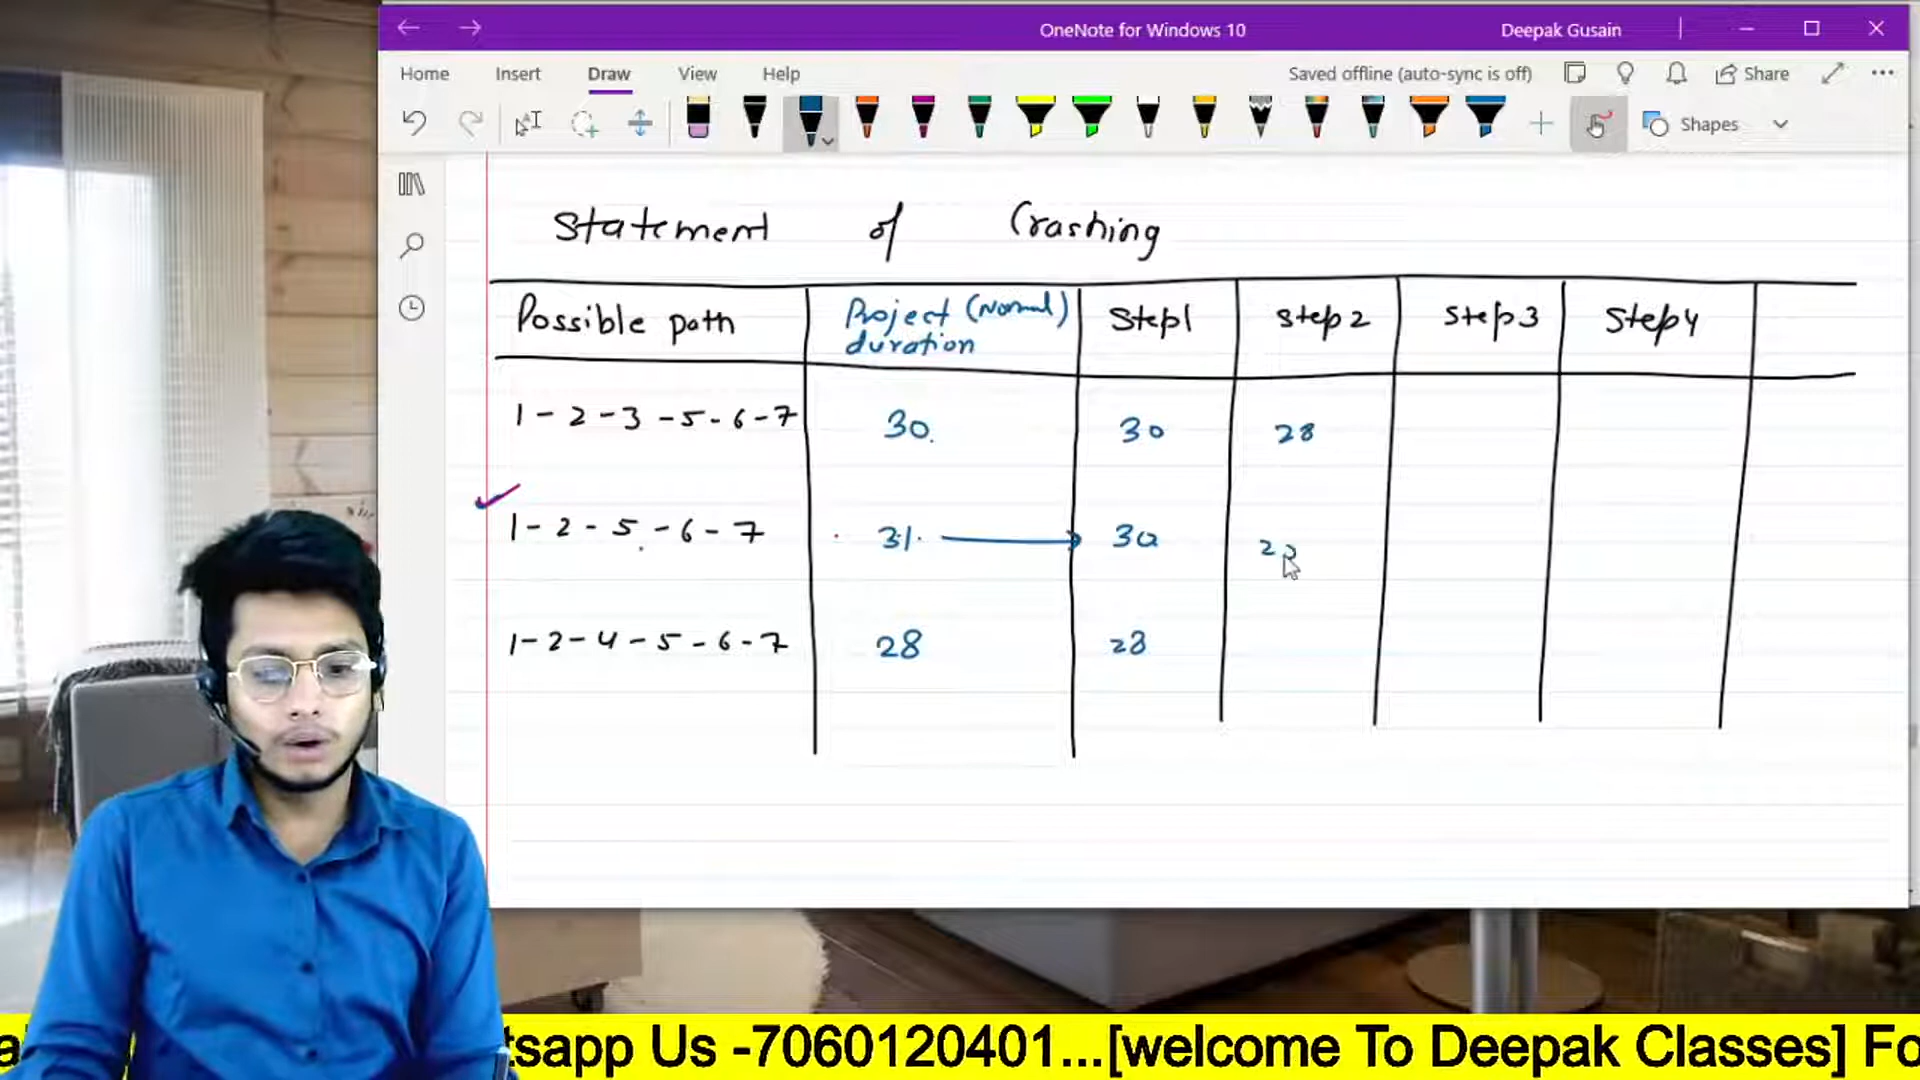 OneNote for Windows 10
Deepak Gusain
Home Insert Draw View Help
Saved offline (auto-sync is off)
Share
Shapes
Statement of Crashing
Possible path
Project (Normal) duration
Step1
Step2
Step3
Step4
1-2-3-5-6-7 30. 30 28
1-2-5-6-7 31 30
1-2-4-5-6-7 28 28
tsapp Us -7060120401...[welcome To Deepak Classes] Fo